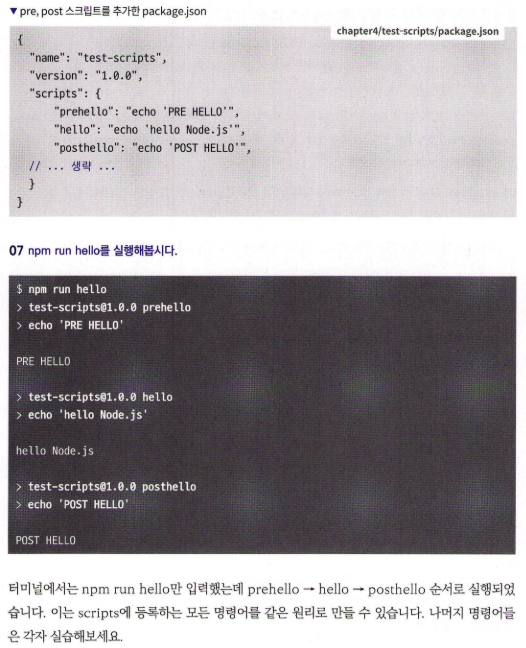 ▼ pre, post 스크립트를 추가한 package.json
chapter4/test-scripts/package.json
{
  "name": "test-scripts",
  "version": "1.0.0",
  "scripts": {
      "prehello": "echo 'PRE HELLO'",
      "hello": "echo 'hello Node.js'",
      "posthello": "echo 'POST HELLO'",
  // ... 생략 ...
  }
}
07 npm run hello를 실행해봅시다.
$ npm run hello
> test-scripts@1.0.0 prehello
> echo 'PRE HELLO'
PRE HELLO
> test-scripts@1.0.0 hello
> echo 'hello Node.js'
hello Node.js
> test-scripts@1.0.0 posthello
> echo 'POST HELLO'
POST HELLO
터미널에서는 npm run hello만 입력했는데 prehello → hello → posthello 순서로 실행되었
습니다. 이는 scripts에 등록하는 모든 명령어를 같은 원리로 만들 수 있습니다. 나머지 명령어들
은 각자 실습해보세요.